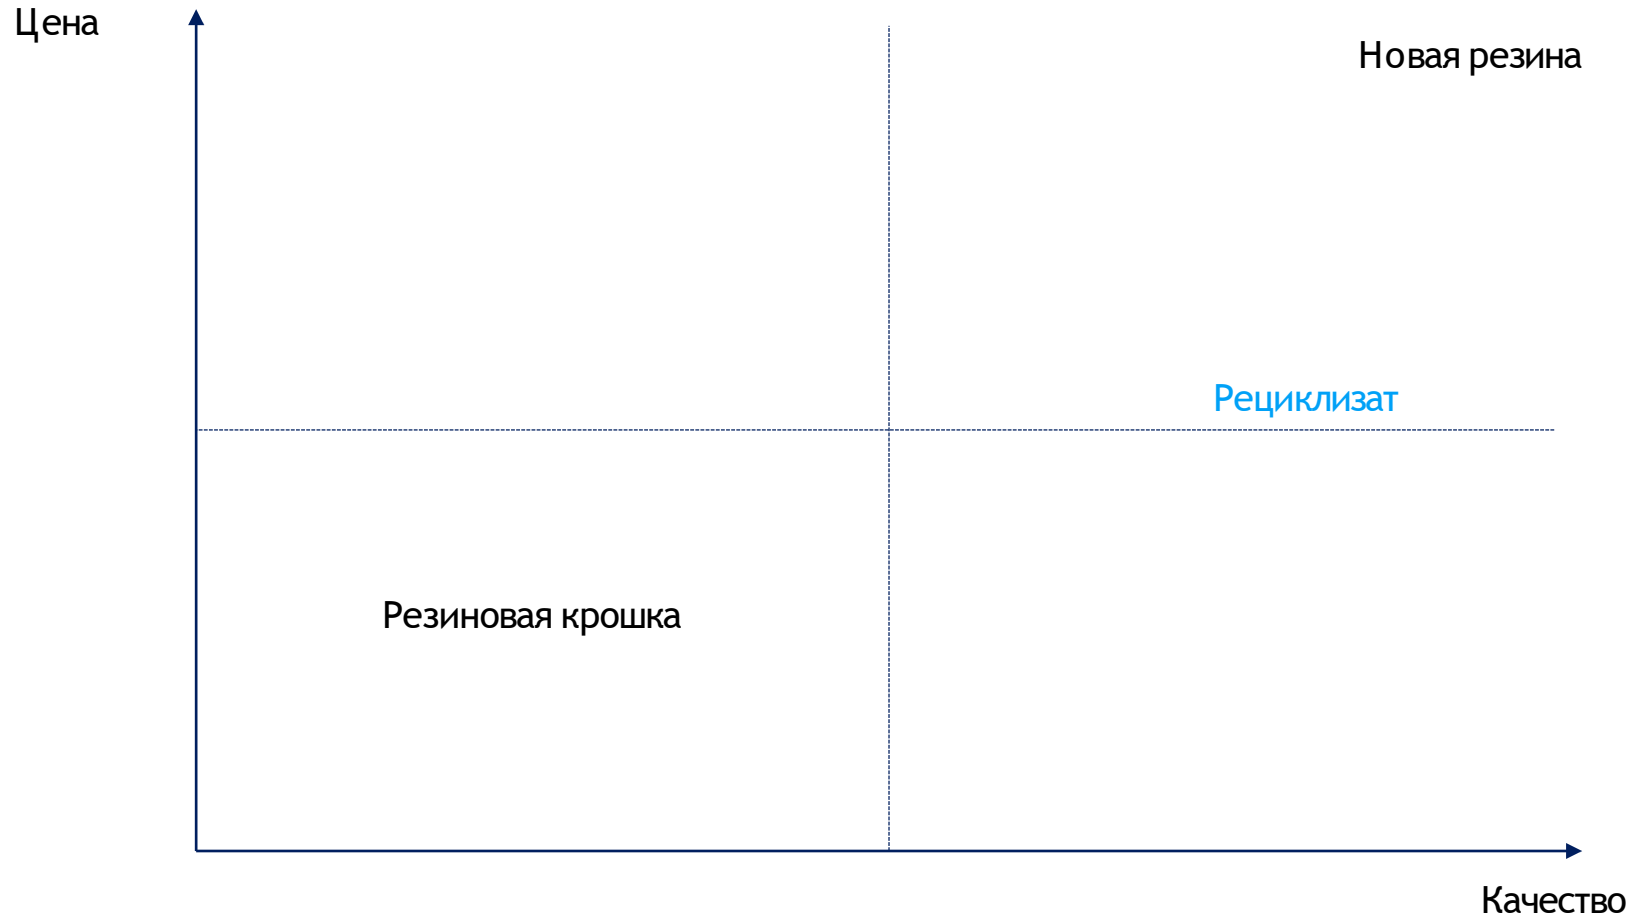 Цена
Новая резина
Рециклизат
Резиновая крошка
Качество